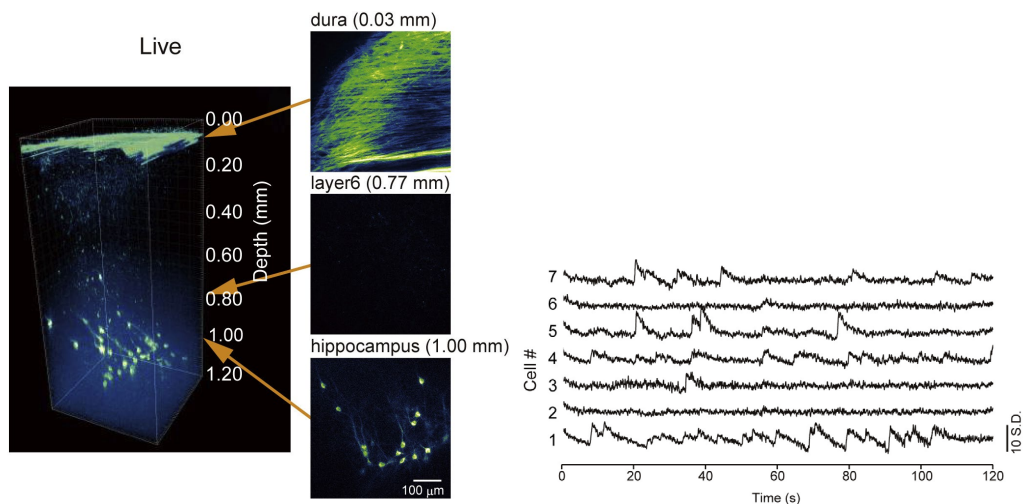 Live
dura (0.03 mm)
0.00
0.20
0.40
0.60
0.80
1.00
1.20
Depth (mm)
layer6 (0.77 mm)
hippocampus (1.00 mm)
100 μm
7
6
5
4
3
2
1
Cell #
10 S.D.
0 20 40 60 80 100 120
Time (s)